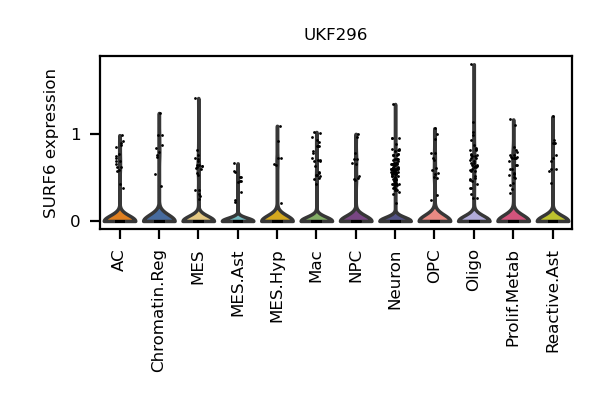 UKF296
SURF6 expression
1
0
AC
Chromatin.Reg
MES
MES.Ast
MES.Hyp
Mac
NPC
Neuron
OPC
Oligo
Prolif.Metab
Reactive.Ast